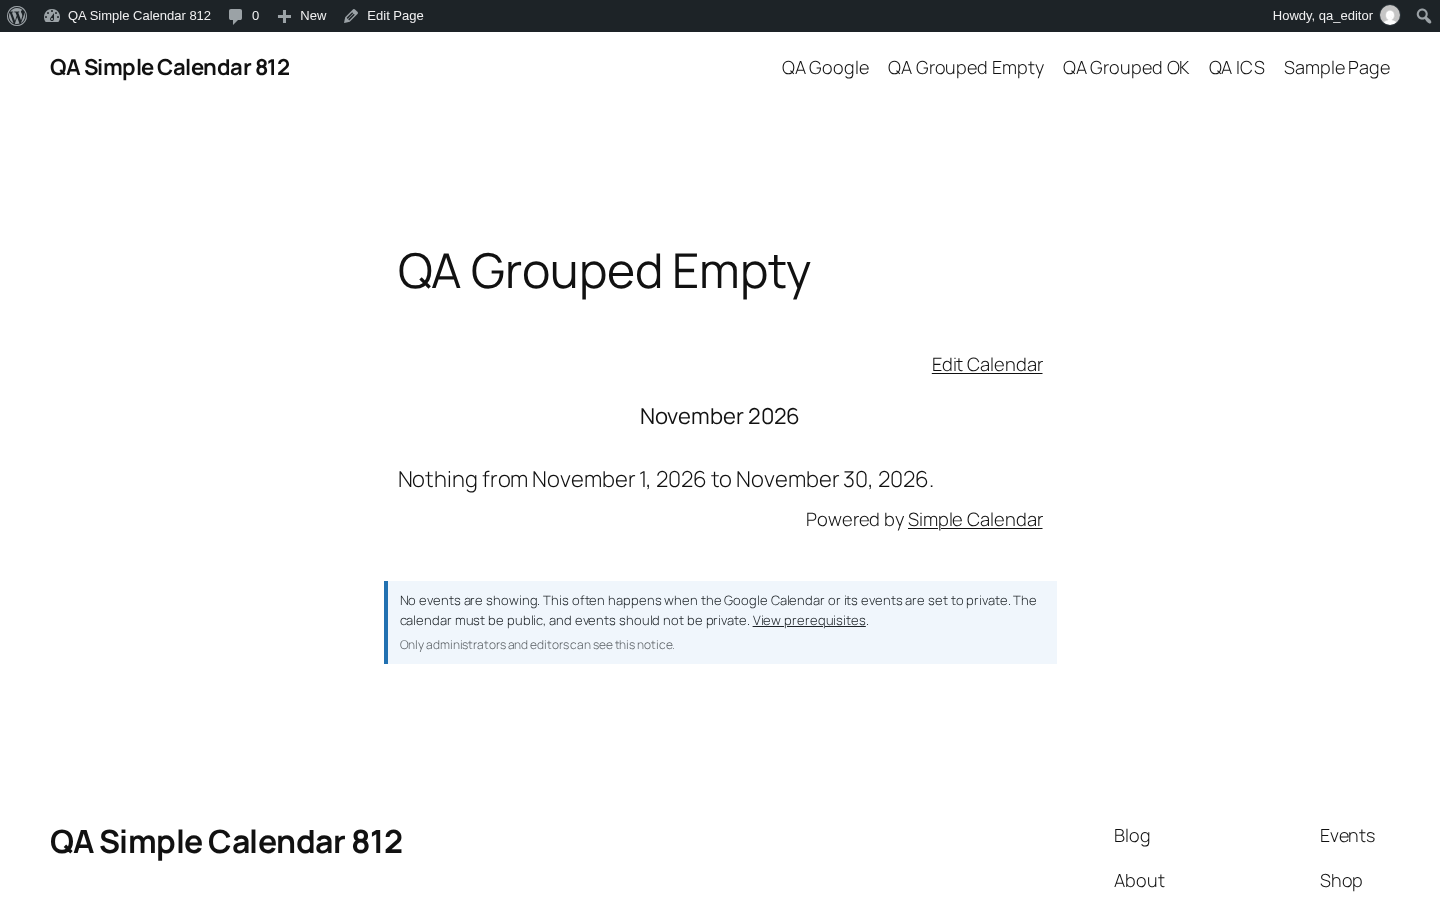 QA Simple Calendar 812 0 New Edit Page Howdy, qa_editor
QA Simple Calendar 812 QA Google QA Grouped Empty QA Grouped OK QA ICS Sample Page
QA Grouped Empty
Edit Calendar
November 2026
Nothing from November 1, 2026 to November 30, 2026.
Powered by Simple Calendar
No events are showing. This often happens when the Google Calendar or its events are set to private. The
calendar must be public, and events should not be private. View prerequisites.
Only administrators and editors can see this notice.
QA Simple Calendar 812 Blog Events
About Shop